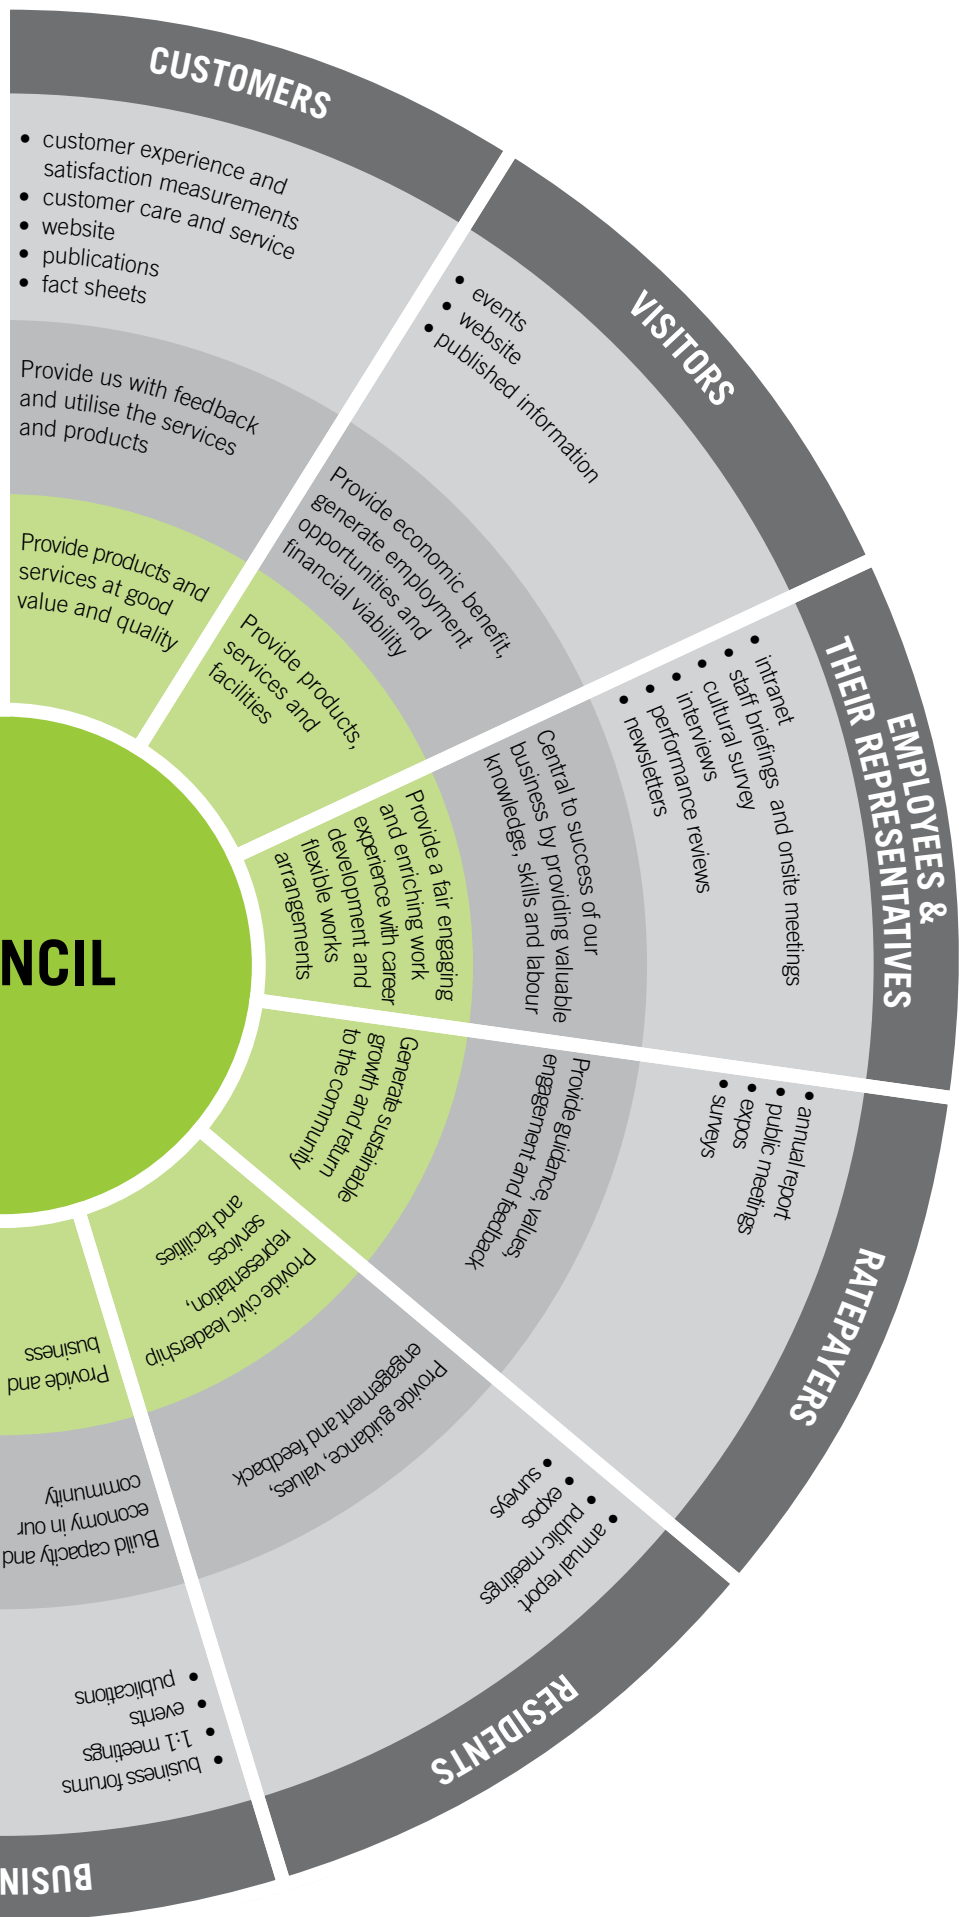 CUSTOMERS
• customer experience and
satisfaction measurements
• customer care and service
• website
• publications
• fact sheets
Provide us with feedback
and utilise the services
and products
Provide products and
services at good
value and quality
VISITORS
• events
• website
• published information
Provide economic benefit,
generate employment
opportunities and
financial viability
Provide products,
services and
facilities
EMPLOYEES &
THEIR REPRESENTATIVES
• intranet
• staff briefings and onsite meetings
• cultural survey
• interviews
• performance reviews
• newsletters
Central to success of our
business by providing valuable
knowledge, skills and labour
Provide a fair engaging
and enriching work
experience with career
development and
flexible works
arrangements
NCIL
RATEPAYERS
• annual report
• public meetings
• expos
• surveys
Provide guidance, values,
engagement and feedback
Generate sustainable
growth and return
to the community
RESIDENTS
• annual report
• public meetings
• expos
• surveys
Provide guidance, values,
engagement and feedback
Provide civic leadership
representation,
services
and facilities
BUSIN
• business forums
• 1:1 meetings
• events
• publications
Build capacity and
economy in our
community
Provide and
business